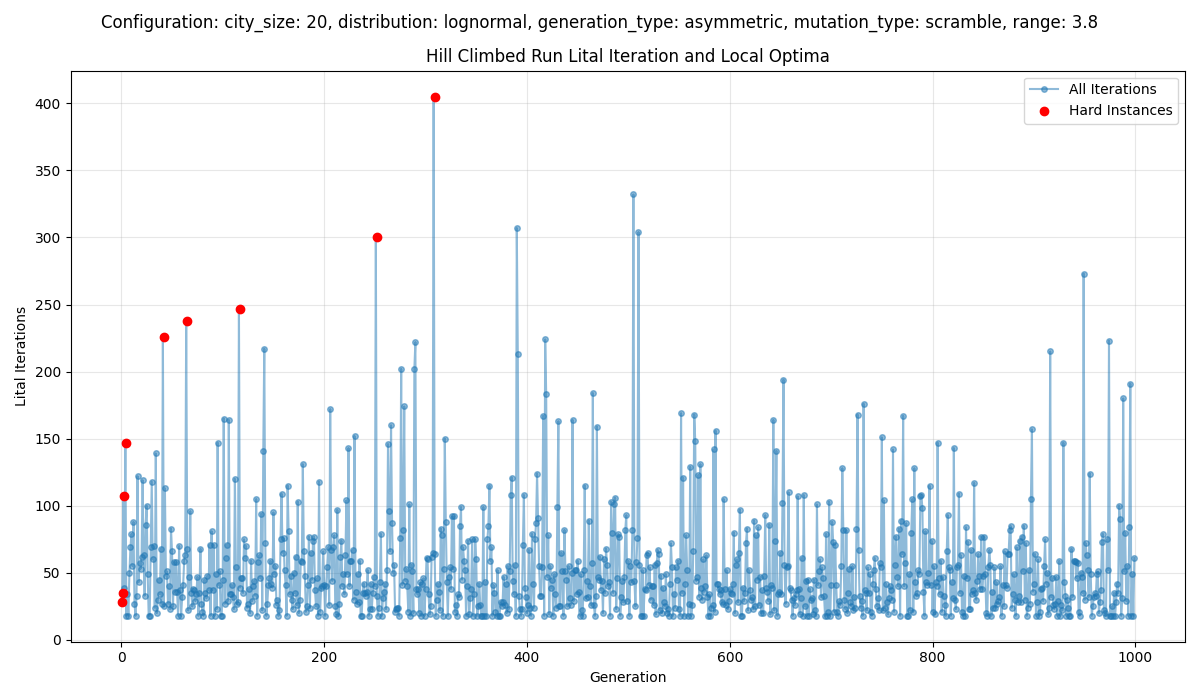 Configuration: city_size: 20, distribution: lognormal, generation_type: asymmetric, mutation_type: scramble, range: 3.8
Hill Climbed Run Lital Iteration and Local Optima
All Iterations
Hard Instances
Lital Iterations
400
350
300
250
200
150
100
50
0
0 200 400 600 800 1000
Generation